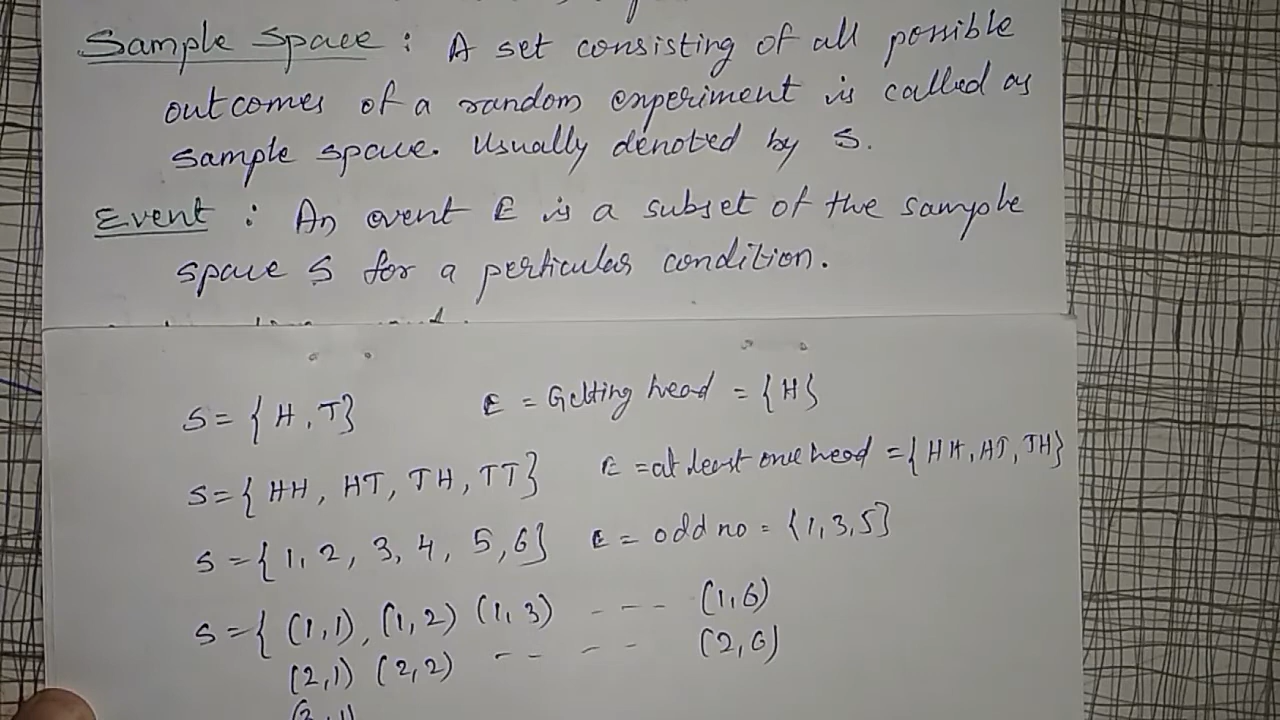 Sample Space : A set consisting of all possible
outcomes of a random experiment is called as
sample space. Usually denoted by S.
Event : An event E is a subset of the sample
space S for a perticular condition.
S = { H, T} E = Getting head = {H}
S = { HH, HT, TH, TT} E = at least one head = { HH, HT, TH}
S = { 1, 2, 3, 4, 5, 6} E = odd no = {1, 3, 5}
S = { (1,1), (1,2) (1,3) - - - (1,6)
(2,1) (2,2) - - - - (2,6)